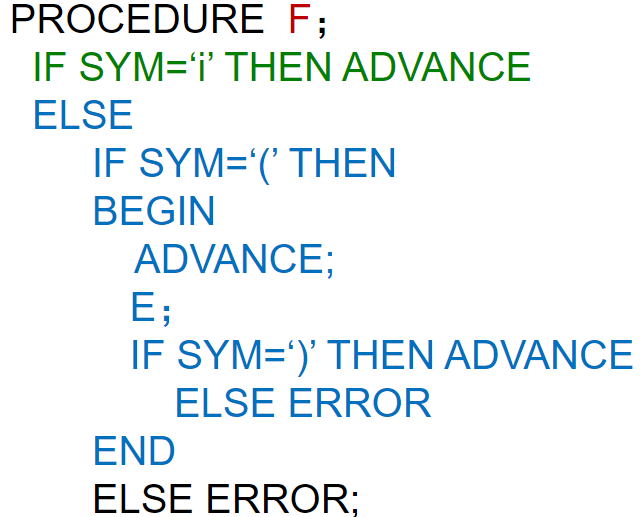 PROCEDURE F；
IF SYM=‘i’ THEN ADVANCE
ELSE
IF SYM=‘(’ THEN
BEGIN
ADVANCE;
E；
IF SYM=‘)’ THEN ADVANCE
ELSE ERROR
END
ELSE ERROR;